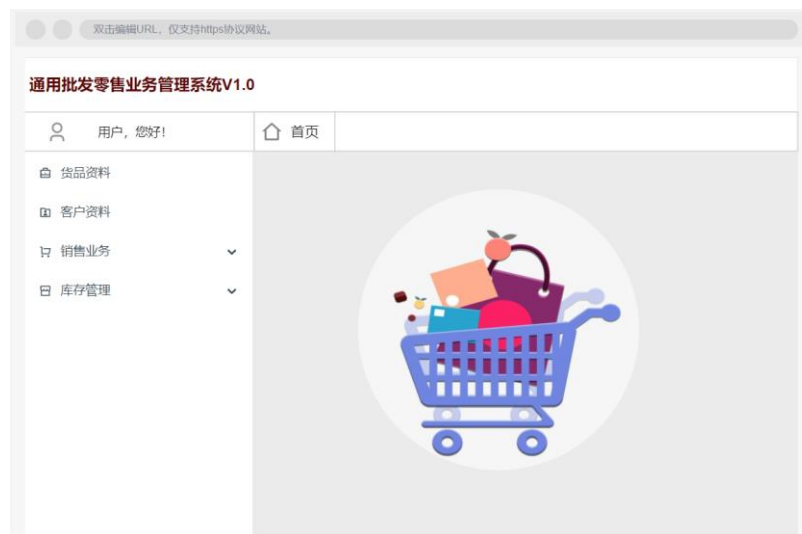 双击编辑URL，仅支持https协议网站。
通用批发零售业务管理系统V1.0
用户，您好！
首页
货品资料
客户资料
销售业务
库存管理